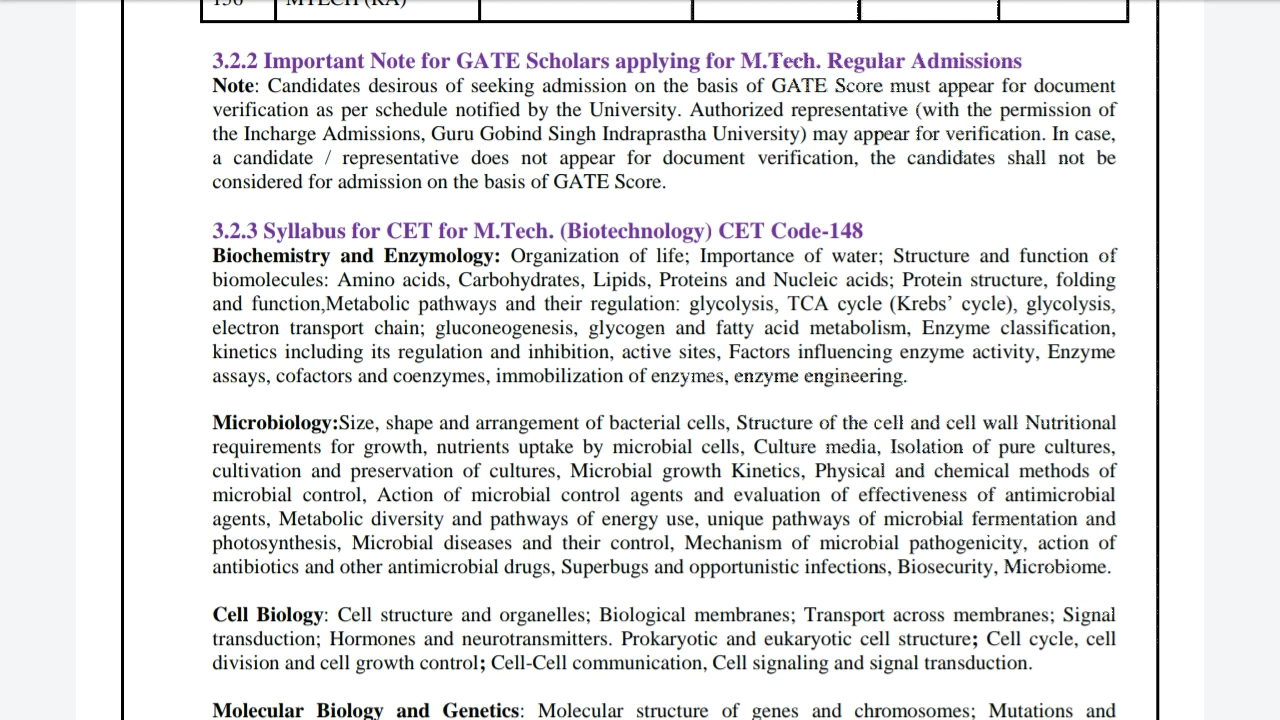 156 MTECH (RA)
3.2.2 Important Note for GATE Scholars applying for M.Tech. Regular Admissions
Note: Candidates desirous of seeking admission on the basis of GATE Score must appear for document
verification as per schedule notified by the University. Authorized representative (with the permission of
the Incharge Admissions, Guru Gobind Singh Indraprastha University) may appear for verification. In case,
a candidate / representative does not appear for document verification, the candidates shall not be
considered for admission on the basis of GATE Score.
3.2.3 Syllabus for CET for M.Tech. (Biotechnology) CET Code-148
Biochemistry and Enzymology: Organization of life; Importance of water; Structure and function of
biomolecules: Amino acids, Carbohydrates, Lipids, Proteins and Nucleic acids; Protein structure, folding
and function,Metabolic pathways and their regulation: glycolysis, TCA cycle (Krebs’ cycle), glycolysis,
electron transport chain; gluconeogenesis, glycogen and fatty acid metabolism, Enzyme classification,
kinetics including its regulation and inhibition, active sites, Factors influencing enzyme activity, Enzyme
assays, cofactors and coenzymes, immobilization of enzymes, enzyme engineering.
Microbiology:Size, shape and arrangement of bacterial cells, Structure of the cell and cell wall Nutritional
requirements for growth, nutrients uptake by microbial cells, Culture media, Isolation of pure cultures,
cultivation and preservation of cultures, Microbial growth Kinetics, Physical and chemical methods of
microbial control, Action of microbial control agents and evaluation of effectiveness of antimicrobial
agents, Metabolic diversity and pathways of energy use, unique pathways of microbial fermentation and
photosynthesis, Microbial diseases and their control, Mechanism of microbial pathogenicity, action of
antibiotics and other antimicrobial drugs, Superbugs and opportunistic infections, Biosecurity, Microbiome.
Cell Biology: Cell structure and organelles; Biological membranes; Transport across membranes; Signal
transduction; Hormones and neurotransmitters. Prokaryotic and eukaryotic cell structure; Cell cycle, cell
division and cell growth control; Cell-Cell communication, Cell signaling and signal transduction.
Molecular Biology and Genetics: Molecular structure of genes and chromosomes; Mutations and